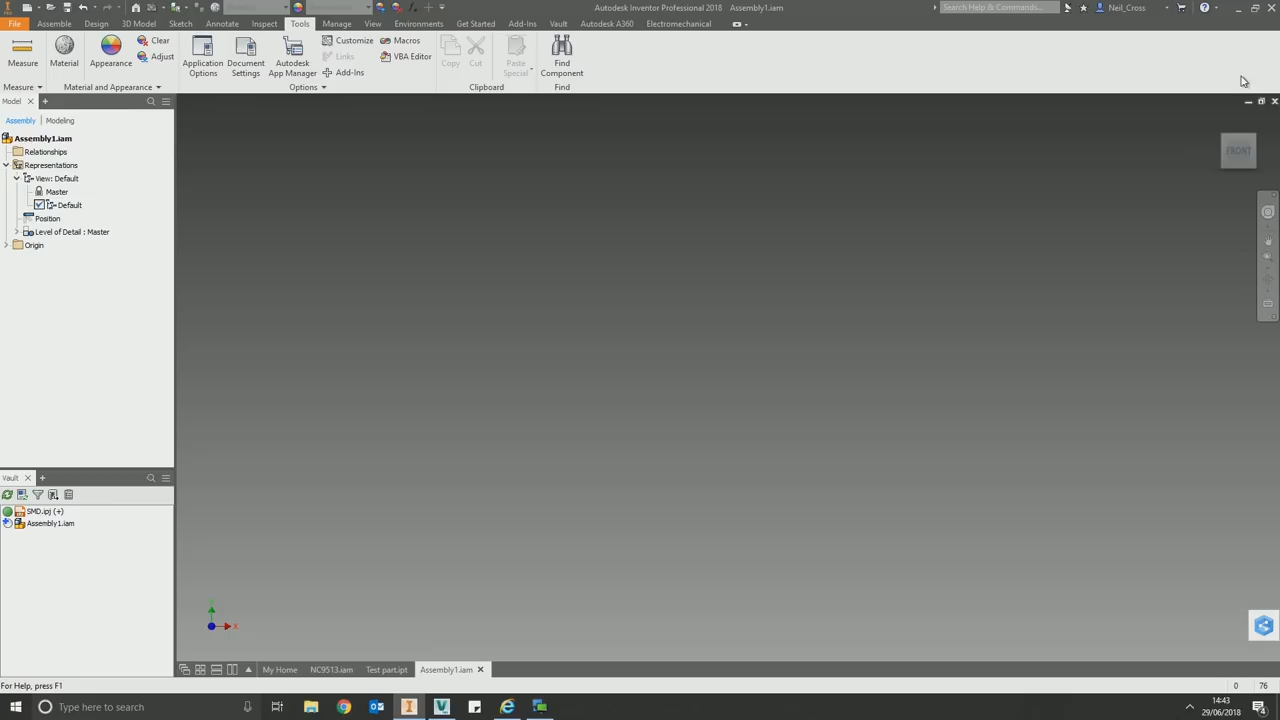 Autodesk Inventor Professional 2018 Assembly1.iam
Search Help & Commands...
Neil_Cross
File Assemble Design 3D Model Sketch Annotate Inspect Tools Manage View Environments Get Started Add-Ins Vault Autodesk A360 Electromechanical
Measure
Material
Appearance
Clear
Adjust
Application Options
Document Settings
Autodesk App Manager
Customize
Links
Add-Ins
Macros
VBA Editor
Copy
Cut
Paste Special
Find Component
Measure
Material and Appearance
Options
Clipboard
Find
Model
Assembly Modeling
Assembly1.iam
Relationships
Representations
View: Default
Master
Default
Position
Level of Detail : Master
Origin
FRONT
Vault
SMD.ipj (+)
Assembly1.iam
X
My Home NC9513.iam Test part.ipt Assembly1.iam
For Help, press F1
0 76
Type here to search
14:43
29/06/2018
4